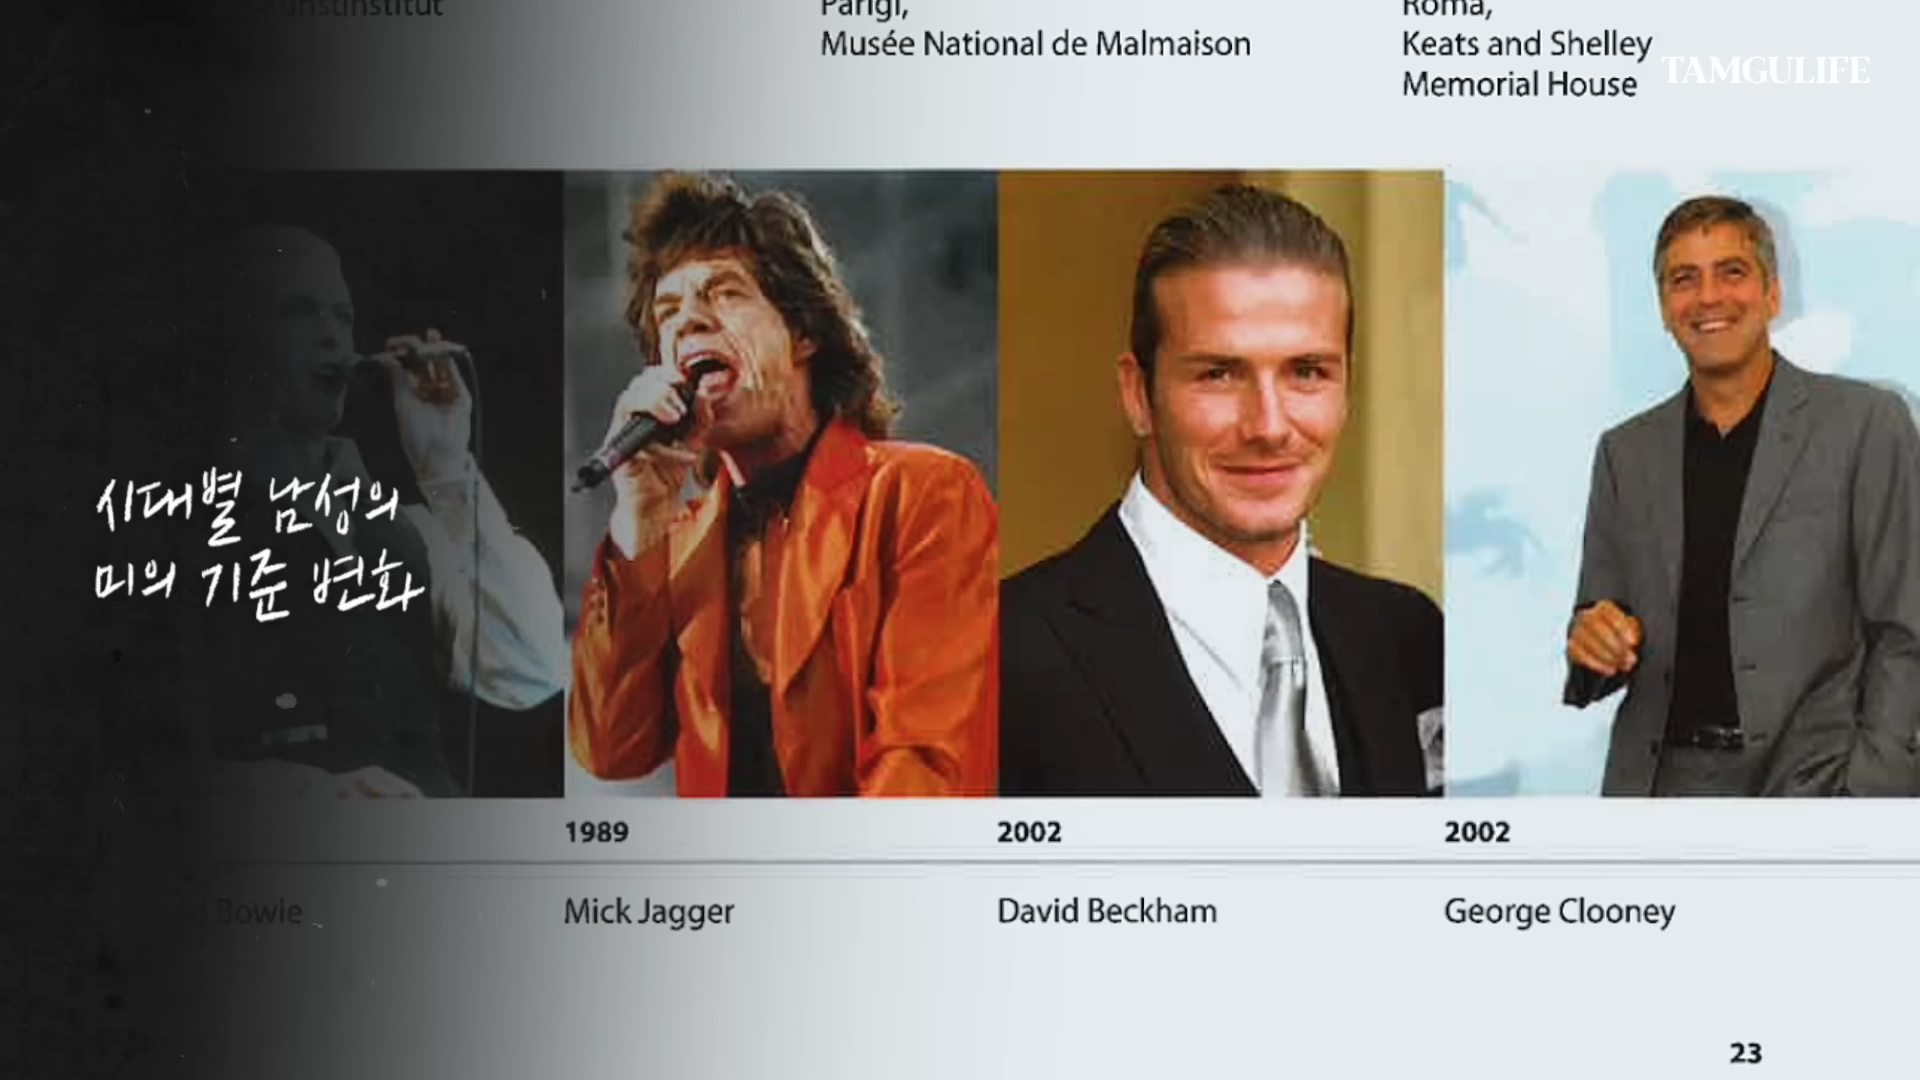 Parigi,
Musée National de Malmaison
Roma,
Keats and Shelley
Memorial House
TAMGULIFE
시대별 남성의
미의 기준 변화
1989
2002
2002
Bowie
Mick Jagger
David Beckham
George Clooney
23